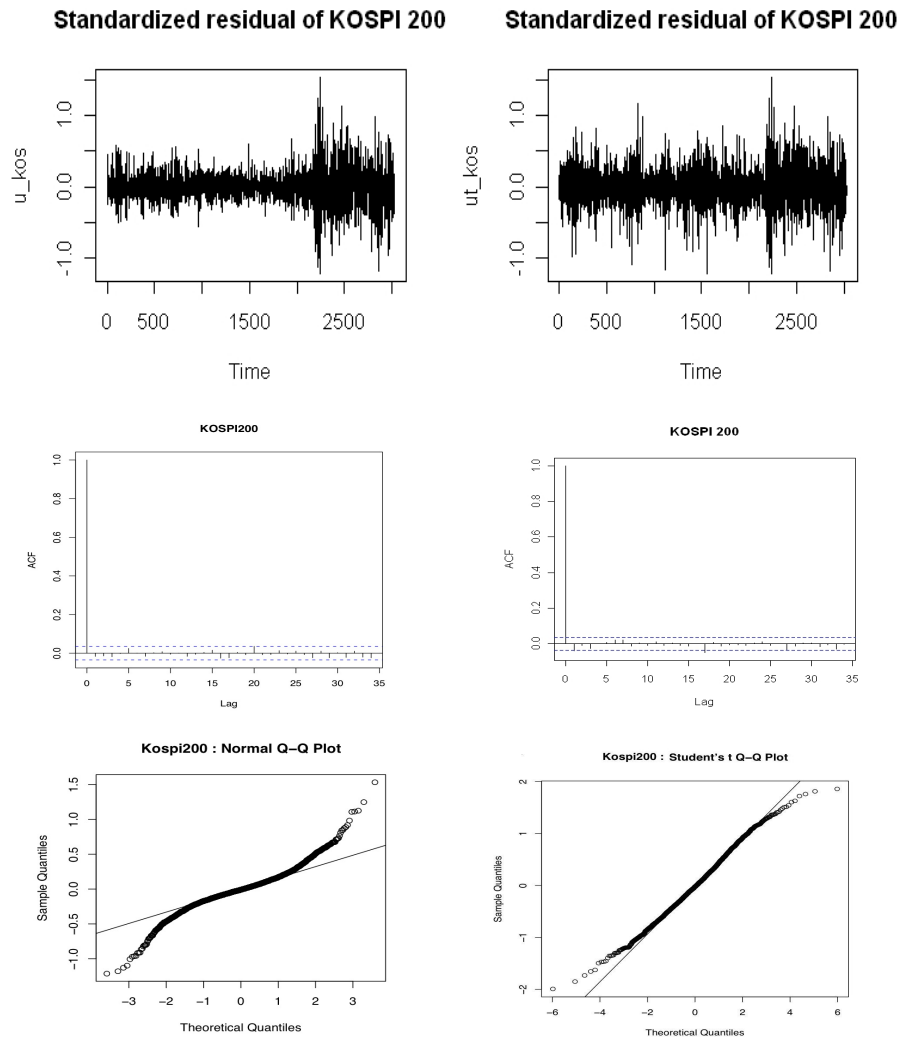 Standardized residual of KOSPI 200
Standardized residual of KOSPI 200
u_kos
-1.0 0.0 1.0
0 500 1500 2500
Time
ut_kos
-1.0 0.0 1.0
0 500 1500 2500
Time
KOSPI200
ACF
0.0 0.2 0.4 0.6 0.8 1.0
0 5 10 15 20 25 30 35
Lag
KOSPI 200
ACF
0.0 0.2 0.4 0.6 0.8 1.0
0 5 10 15 20 25 30 35
Lag
Kospi200 : Normal Q−Q Plot
Sample Quantiles
−1.0 −0.5 0.0 0.5 1.0 1.5
−3 −2 −1 0 1 2 3
Theoretical Quantiles
Kospi200 : Student's t Q−Q Plot
Sample Quantiles
−2 −1 0 1 2
−6 −4 −2 0 2 4 6
Theoretical Quantiles